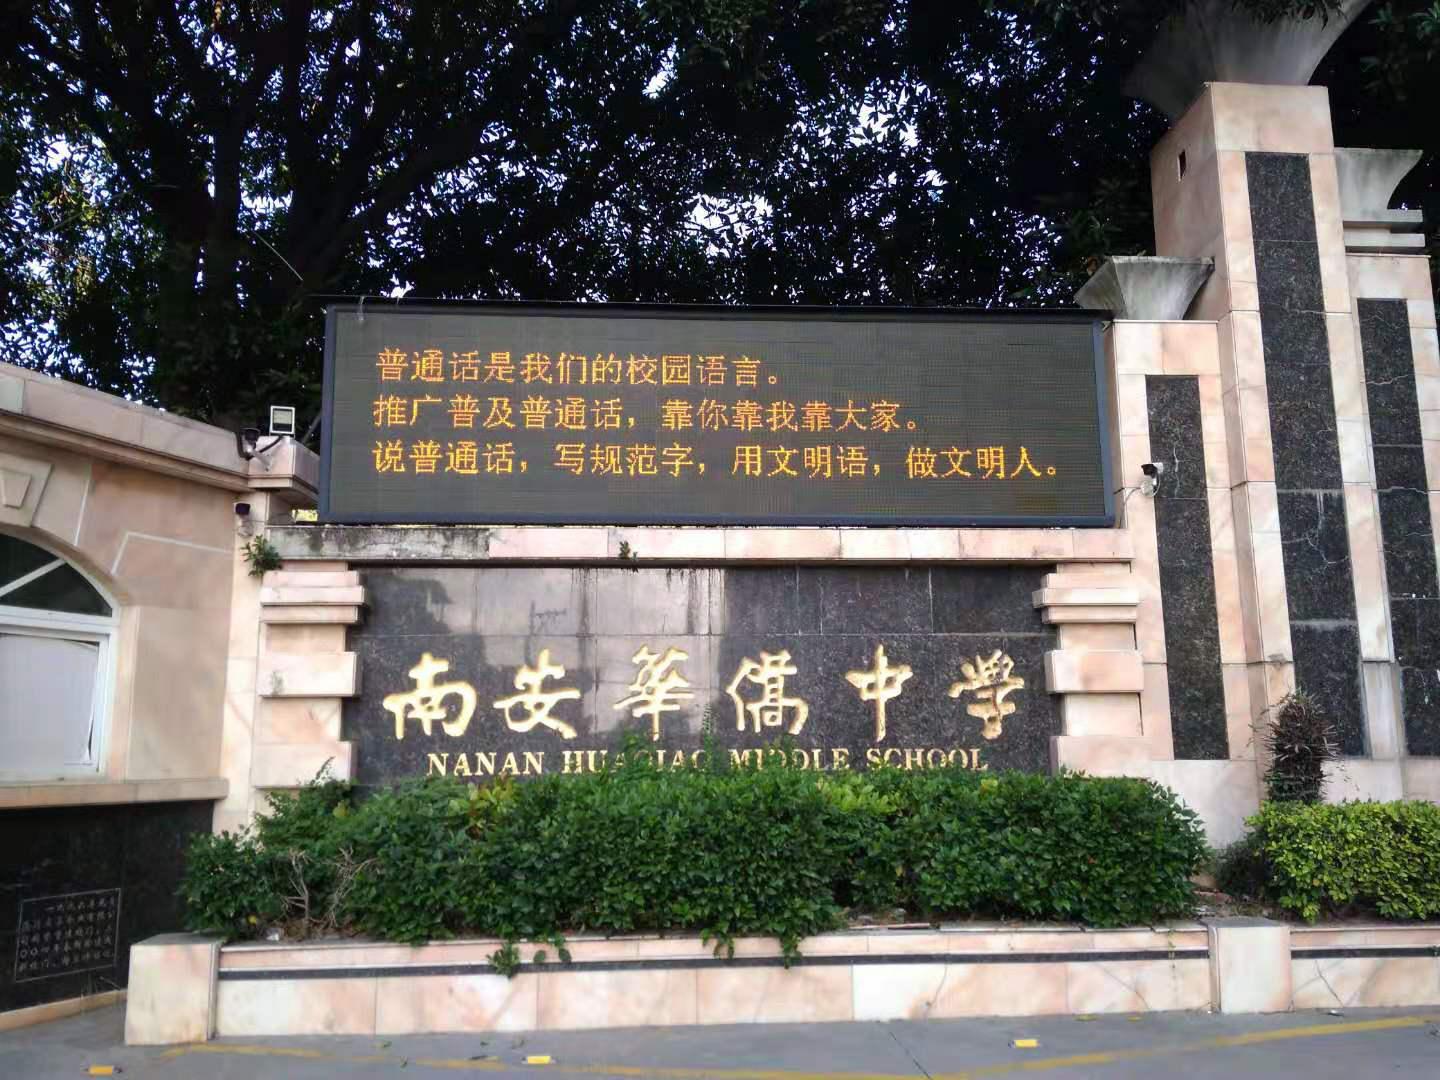 普通话是我们的校园语言。
推广普及普通话，靠你靠我靠大家。
说普通话，写规范字，用文明语，做文明人。
南安華僑中学
NANAN HUAQIAO MIDDLE SCHOOL